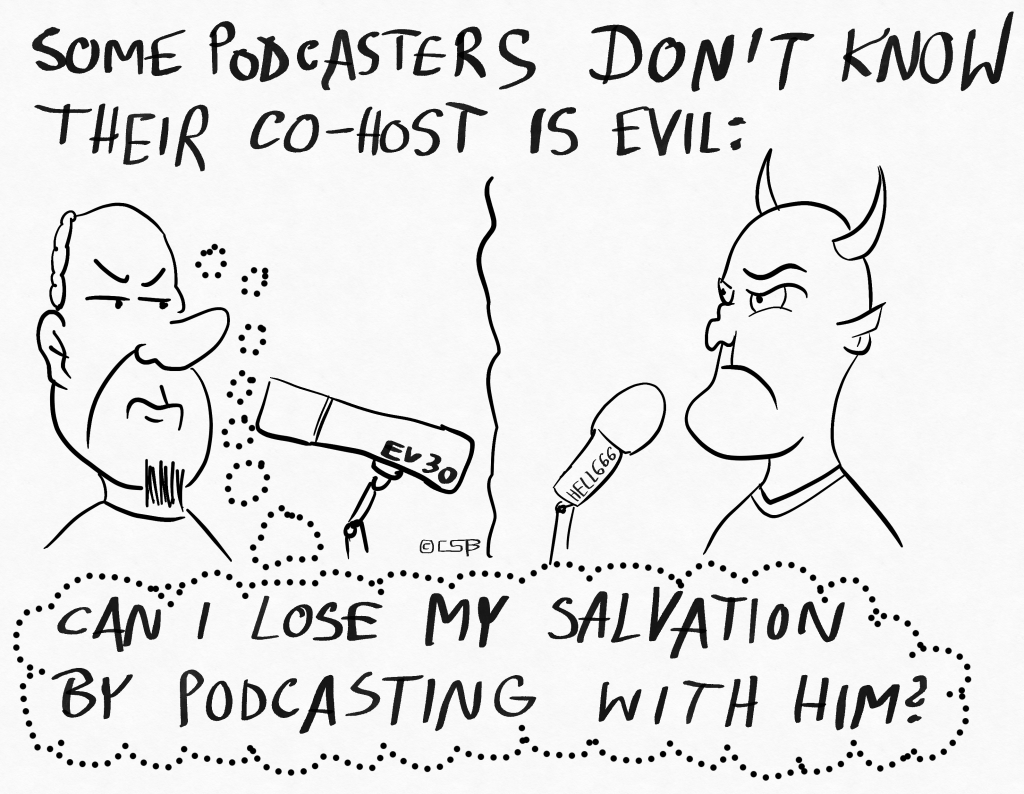 SOME PODCASTERS DON'T KNOW
THEIR CO-HOST IS EVIL:
EV30
HELL666
©CSB
CAN I LOSE MY SALVATION
BY PODCASTING WITH HIM?